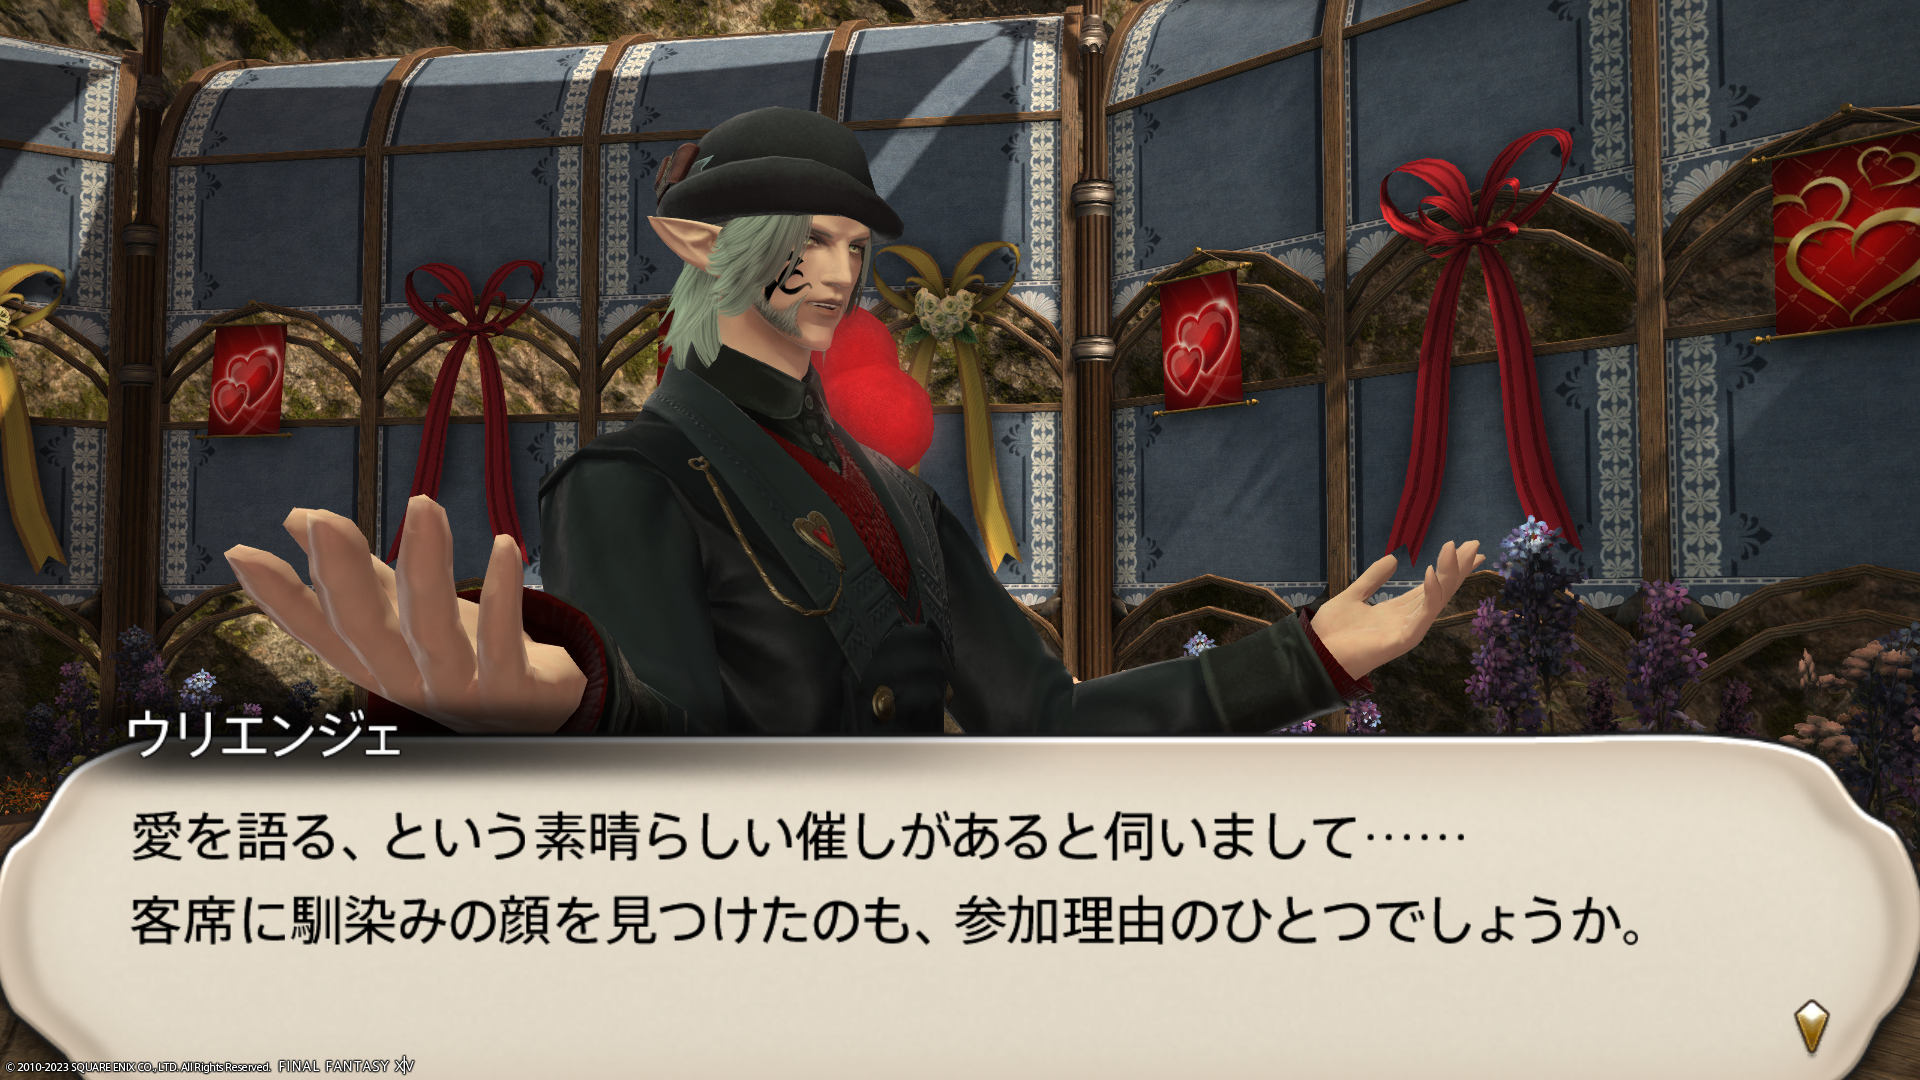 ウリエンジェ
愛を語る、という素晴らしい催しがあると伺いまして……
客席に馴染みの顔を見つけたのも、参加理由のひとつでしょうか。
© 2010-2023 SQUARE ENIX CO., LTD. All Rights Reserved. FINAL FANTASY XIV